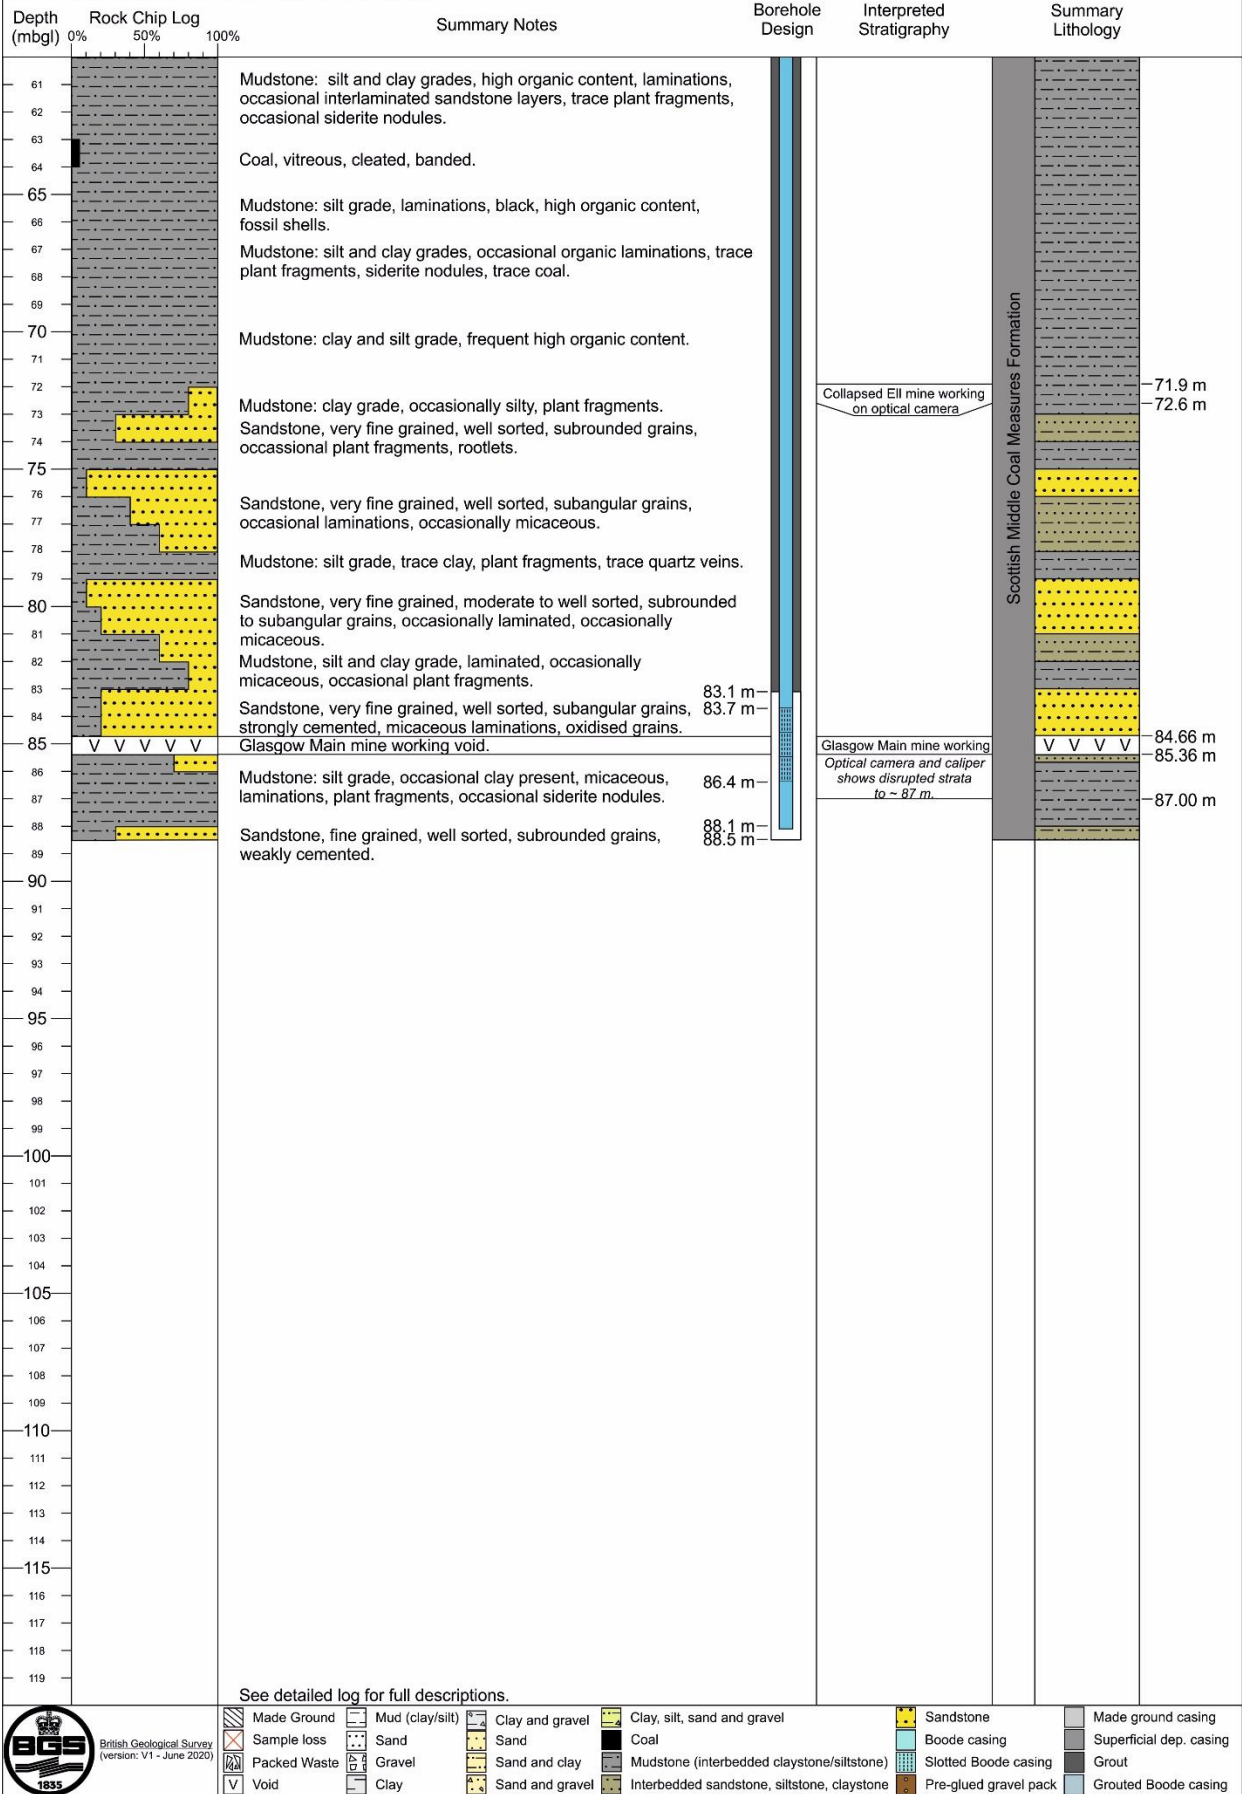 Depth
(mbgl)
Rock Chip Log
0% 50% 100%
Summary Notes
Borehole
Design
Interpreted
Stratigraphy
Summary
Lithology
61
62
63
64
65
66
67
68
69
70
71
72
73
74
75
76
77
78
79
80
81
82
83
84
85
86
87
88
89
90
91
92
93
94
95
96
97
98
99
100
101
102
103
104
105
106
107
108
109
110
111
112
113
114
115
116
117
118
119
V V V V V
Mudstone: silt and clay grades, high organic content, laminations,
occasional interlaminated sandstone layers, trace plant fragments,
occasional siderite nodules.
Coal, vitreous, cleated, banded.
Mudstone: silt grade, laminations, black, high organic content,
fossil shells.
Mudstone: silt and clay grades, occasional organic laminations, trace
plant fragments, siderite nodules, trace coal.
Mudstone: clay and silt grade, frequent high organic content.
Mudstone: clay grade, occasionally silty, plant fragments.
Sandstone, very fine grained, well sorted, subrounded grains,
occassional plant fragments, rootlets.
Sandstone, very fine grained, well sorted, subangular grains,
occasional laminations, occasionally micaceous.
Mudstone: silt grade, trace clay, plant fragments, trace quartz veins.
Sandstone, very fine grained, moderate to well sorted, subrounded
to subangular grains, occasionally laminated, occasionally
micaceous.
Mudstone, silt and clay grade, laminated, occasionally
micaceous, occasional plant fragments.
Sandstone, very fine grained, well sorted, subangular grains,
strongly cemented, micaceous laminations, oxidised grains.
Glasgow Main mine working void.
Mudstone: silt grade, occasional clay present, micaceous,
laminations, plant fragments, occasional siderite nodules.
Sandstone, fine grained, well sorted, subrounded grains,
weakly cemented.
See detailed log for full descriptions.
83.1 m
83.7 m
86.4 m
88.1 m
88.5 m
Collapsed Ell mine working
on optical camera
Glasgow Main mine working
Optical camera and caliper
shows disrupted strata
to ~ 87 m.
Scottish Middle Coal Measures Formation
V V V V
71.9 m
72.6 m
84.66 m
85.36 m
87.00 m
BGS
1835
British Geological Survey
(version: V1 - June 2020)
Made Ground
Sample loss
Packed Waste
V Void
Mud (clay/silt)
Sand
Gravel
Clay
Clay and gravel
Sand
Sand and clay
Sand and gravel
Clay, silt, sand and gravel
Coal
Mudstone (interbedded claystone/siltstone)
Interbedded sandstone, siltstone, claystone
Sandstone
Boode casing
Slotted Boode casing
Pre-glued gravel pack
Made ground casing
Superficial dep. casing
Grout
Grouted Boode casing